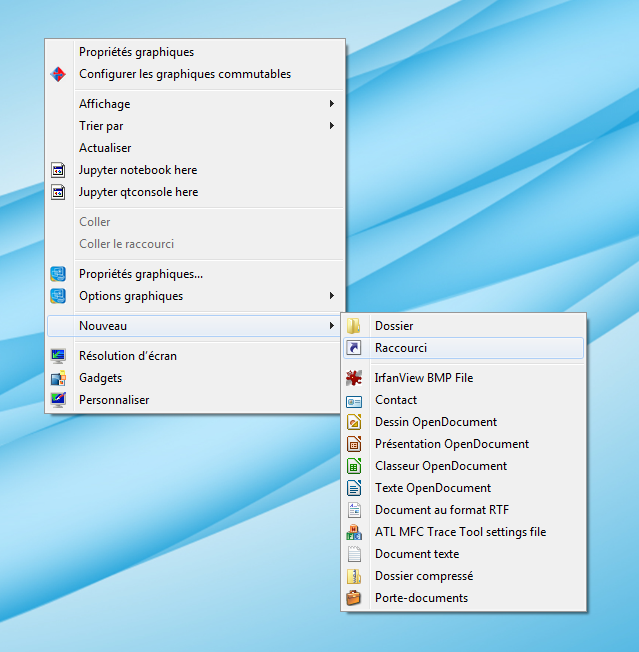 Propriétés graphiques
Configurer les graphiques commutables
Affichage
Trier par
Actualiser
Jupyter notebook here
Jupyter qtconsole here
Coller
Coller le raccourci
Propriétés graphiques...
Options graphiques
Nouveau
Résolution d'écran
Gadgets
Personnaliser
Dossier
Raccourci
IrfanView BMP File
Contact
Dessin OpenDocument
Présentation OpenDocument
Classeur OpenDocument
Texte OpenDocument
Document au format RTF
ATL MFC Trace Tool settings file
Document texte
Dossier compressé
Porte-documents